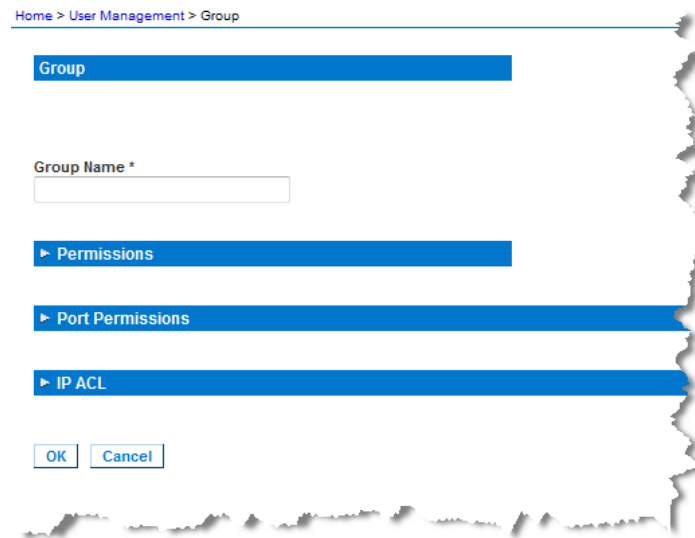 Home > User Management > Group
Group
Group Name *
Permissions
Port Permissions
IP ACL
OK Cancel